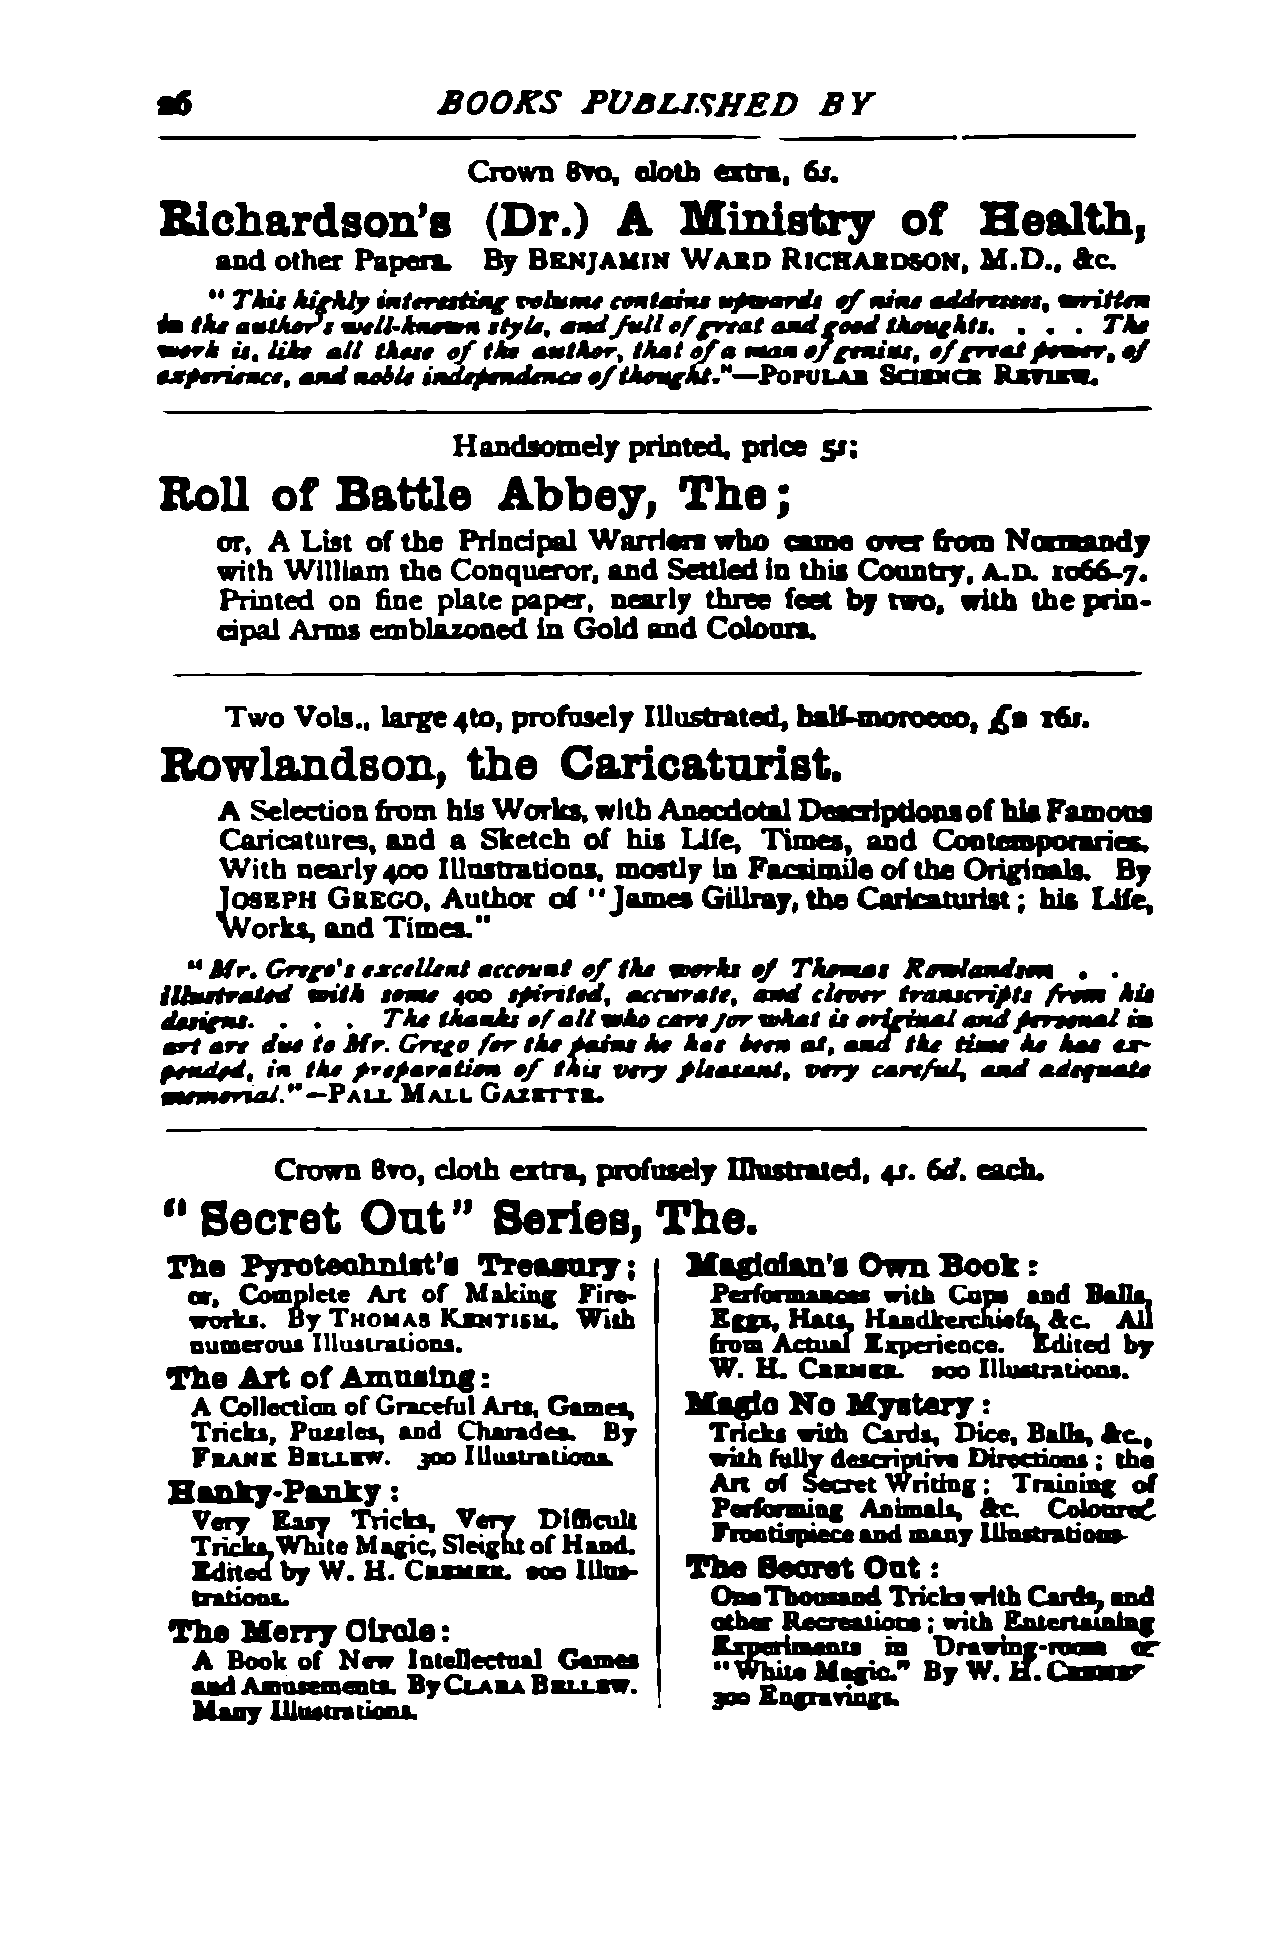 26 BOOKS PUBLISHED BY
Crown 8vo, cloth extra, 6s.
Richardson's (Dr.) A Ministry of Health,
and other Papers. By BENJAMIN WARD RICHARDSON, M.D., &c.
"This highly interesting volume contains upwards of nine addresses, written
in the author's well-known style, and full of great and good thoughts. . . . The
work is, like all those of the author, that of a man of genius, of great power, of
experience, and noble independence of thought."—POPULAR SCIENCE REVIEW.
Handsomely printed, price 5s;
Roll of Battle Abbey, The;
or, A List of the Principal Warriors who came over from Normandy
with William the Conqueror, and Settled in this Country, A.D. 1066-7.
Printed on fine plate paper, nearly three feet by two, with the prin-
cipal Arms emblazoned in Gold and Colours.
Two Vols., large 4to, profusely Illustrated, half-morocco, £2 16s.
Rowlandson, the Caricaturist.
A Selection from his Works, with Anecdotal Descriptions of his Famous
Caricatures, and a Sketch of his Life, Times, and Contemporaries.
With nearly 400 Illustrations, mostly in Facsimile of the Originals. By
JOSEPH GREGO, Author of "James Gillray, the Caricaturist; his Life,
Works, and Times."
"Mr. Grego's excellent account of the works of Thomas Rowlandson . .
illustrated with some 400 spirited, accurate, and clever transcripts from his
designs. . . . . The thanks of all who care for what is original and personal in
art are due to Mr. Grego for the pains he has been at, and the time he has ex-
pended, in the preparation of this very pleasant, very careful, and adequate
memorial."—PALL MALL GAZETTE.
Crown 8vo, cloth extra, profusely Illustrated, 4s. 6d. each.
"Secret Out" Series, The.
The Pyrotechnist's Treasury;
or, Complete Art of Making Fire-
works. By THOMAS KENTISH. With
numerous Illustrations.
The Art of Amusing:
A Collection of Graceful Arts, Games,
Tricks, Puzzles, and Charades. By
FRANK BELLEW. 300 Illustrations.
Hanky-Panky:
Very Easy Tricks, Very Difficult
Tricks, White Magic, Sleight of Hand.
Edited by W. H. CREMER. 200 Illus-
trations.
The Merry Circle:
A Book of New Intellectual Games
and Amusements. By CLARA BELLEW.
Many Illustrations.
Magician's Own Book:
Performances with Cups and Balls,
Eggs, Hats, Handkerchiefs, &c. All
from Actual Experience. Edited by
W. H. CREMER. 200 Illustrations.
Magic No Mystery:
Tricks with Cards, Dice, Balls, &c.,
with fully descriptive Directions; the
Art of Secret Writing; Training of
Performing Animals, &c. Coloured
Frontispiece and many Illustrations.
The Secret Out:
One Thousand Tricks with Cards, and
other Recreations; with Entertaining
Experiments in Drawing-room or
"White Magic." By W. H. CREMER
300 Engravings.